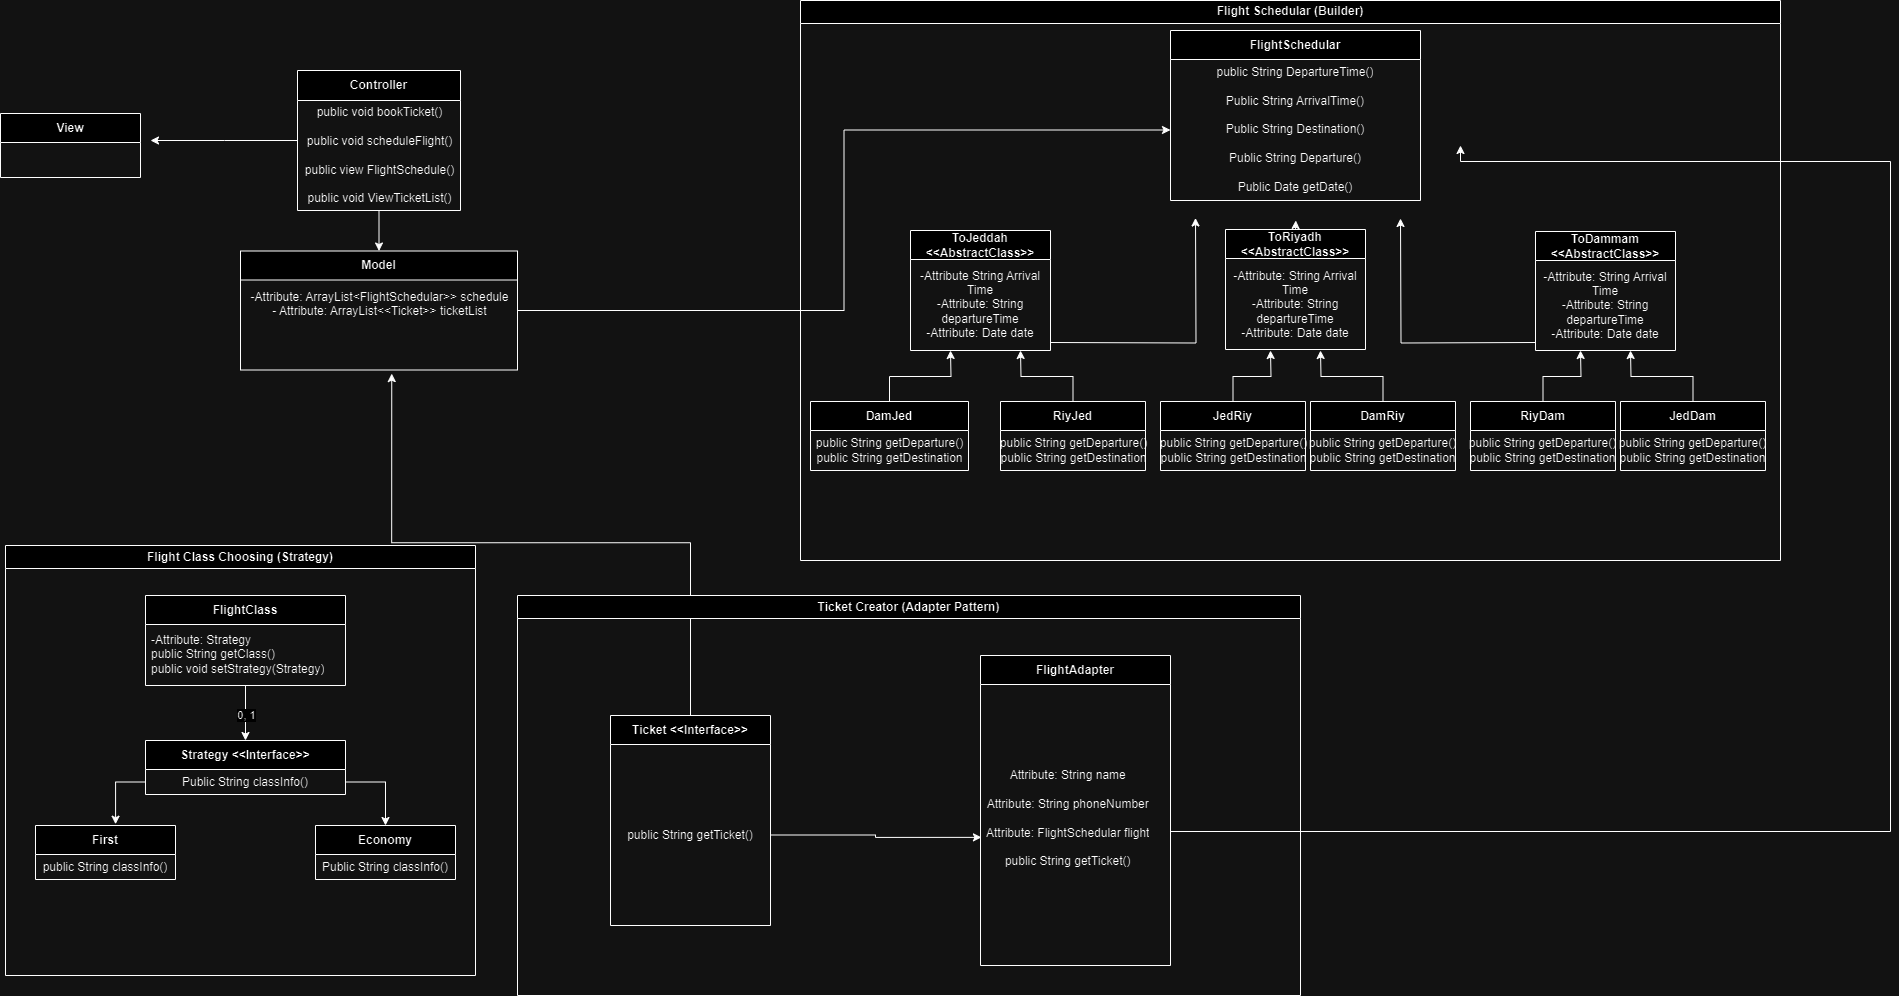 Flight Schedular (Builder)
FlightSchedular
public String DepartureTime()
Public String ArrivalTime()
Public String Destination()
Public String Departure()
Public Date getDate()
Controller
public void bookTicket()
public void scheduleFlight()
public view FlightSchedule()
public void ViewTicketList()
View
Model
-Attribute: ArrayList<FlightSchedular>> schedule
- Attribute: ArrayList<<Ticket>> ticketList
ToJeddah
<<AbstractClass>>
-Attribute String Arrival
Time
-Attribute: String
departureTime
-Attribute: Date date
ToRiyadh
<<AbstractClass>>
-Attribute: String Arrival
Time
-Attribute: String
departureTime
-Attribute: Date date
ToDammam
<<AbstractClass>>
-Attribute: String Arrival
Time
-Attribute: String
departureTime
-Attribute: Date date
DamJed
public String getDeparture()
public String getDestination
RiyJed
public String getDeparture()
public String getDestination
JedRiy
public String getDeparture()
public String getDestination
DamRiy
public String getDeparture()
public String getDestination
RiyDam
public String getDeparture()
public String getDestination
JedDam
public String getDeparture()
public String getDestination
Flight Class Choosing (Strategy)
FlightClass
-Attribute: Strategy
public String getClass()
public void setStrategy(Strategy)
0. 1
Strategy <<Interface>>
Public String classInfo()
First
public String classInfo()
Economy
Public String classInfo()
Ticket Creator (Adapter Pattern)
Ticket <<Interface>>
public String getTicket()
FlightAdapter
Attribute: String name
Attribute: String phoneNumber
Attribute: FlightSchedular flight
public String getTicket()